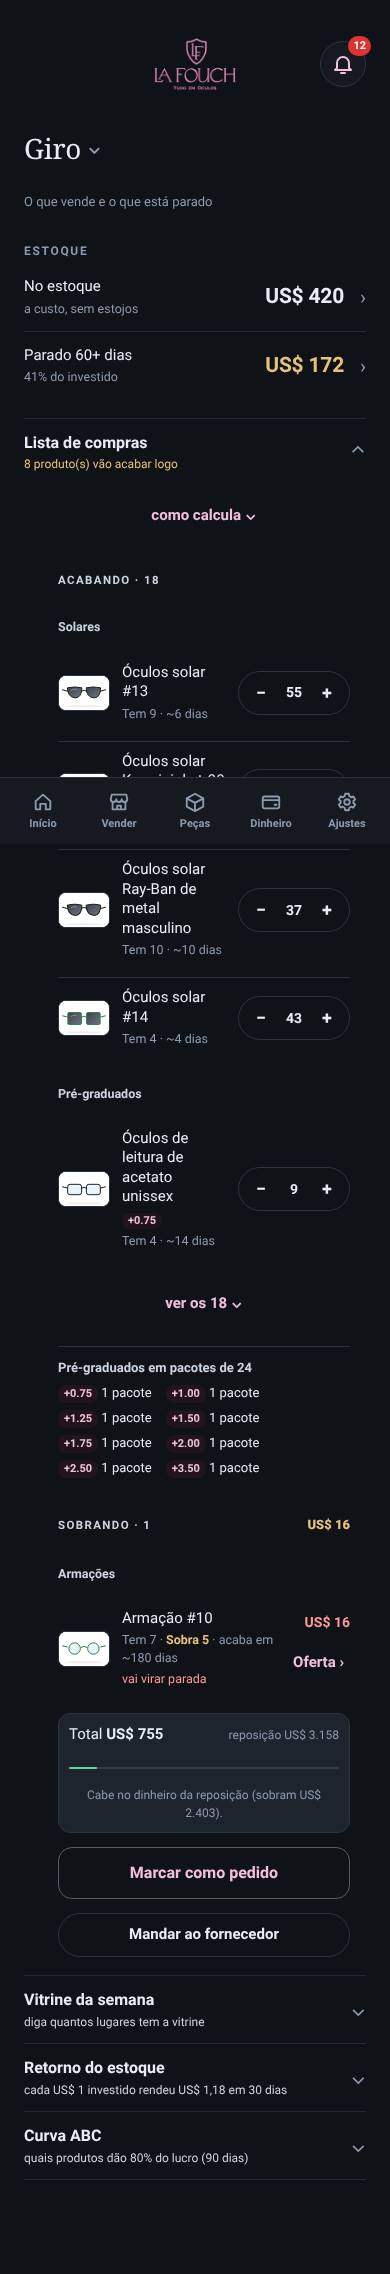 LA FOUCH
TUDO EM ÓCULOS
12
Giro
O que vende e o que está parado
ESTOQUE
No estoque
US$ 420
a custo, sem estojos
Parado 60+ dias
US$ 172
41% do investido
Lista de compras
8 produto(s) vão acabar logo
como calcula
ACABANDO · 18
Solares
Óculos solar
#13
Tem 9 · ~6 dias
− 55 +
Óculos solar
Início Vender Peças Dinheiro Ajustes
Óculos solar
Ray-Ban de
metal
masculino
Tem 10 · ~10 dias
− 37 +
Óculos solar
#14
Tem 4 · ~4 dias
− 43 +
Pré-graduados
Óculos de
leitura de
acetato
unissex
+0.75
Tem 4 · ~14 dias
− 9 +
ver os 18
Pré-graduados em pacotes de 24
+0.75 1 pacote +1.00 1 pacote
+1.25 1 pacote +1.50 1 pacote
+1.75 1 pacote +2.00 1 pacote
+2.50 1 pacote +3.50 1 pacote
SOBRANDO · 1 US$ 16
Armações
Armação #10
US$ 16
Tem 7 · Sobra 5 · acaba em
~180 dias
Oferta ›
vai virar parada
Total US$ 755 reposição US$ 3.158
Cabe no dinheiro da reposição (sobram US$
2.403).
Marcar como pedido
Mandar ao fornecedor
Vitrine da semana
diga quantos lugares tem a vitrine
Retorno do estoque
cada US$ 1 investido rendeu US$ 1,18 em 30 dias
Curva ABC
quais produtos dão 80% do lucro (90 dias)